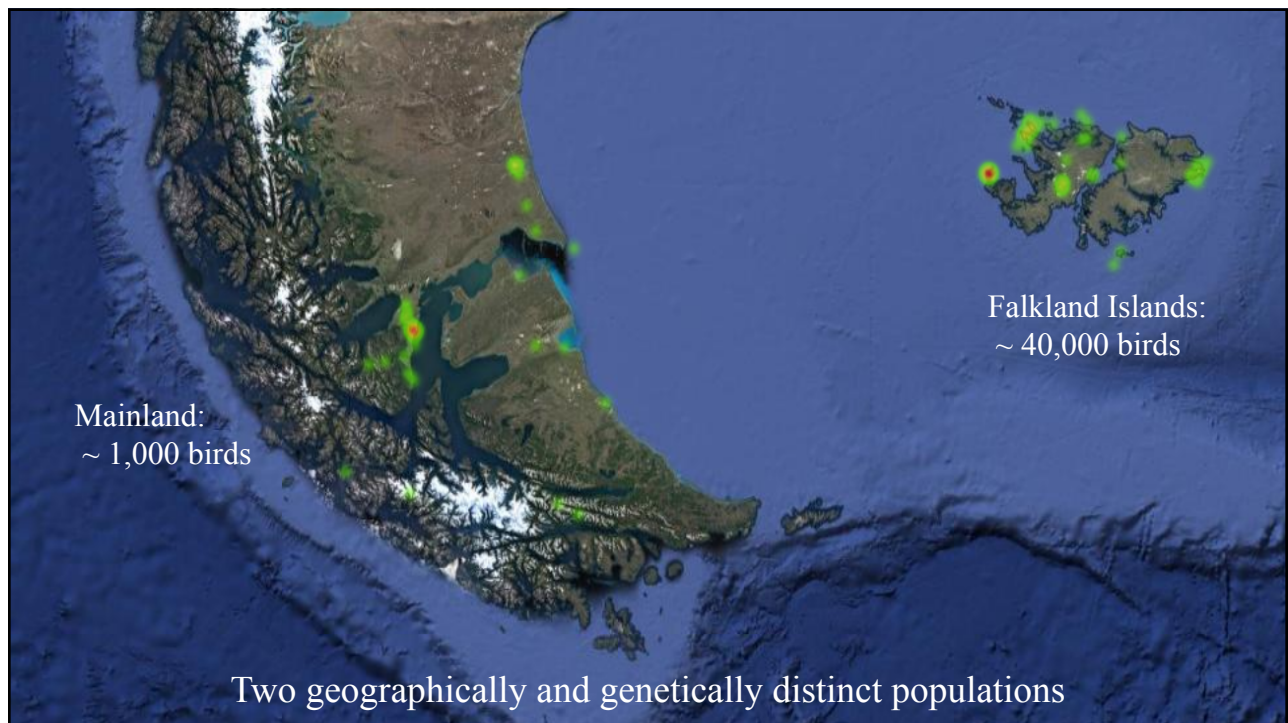 Falkland Islands:
~ 40,000 birds
Mainland:
~ 1,000 birds
Two geographically and genetically distinct populations